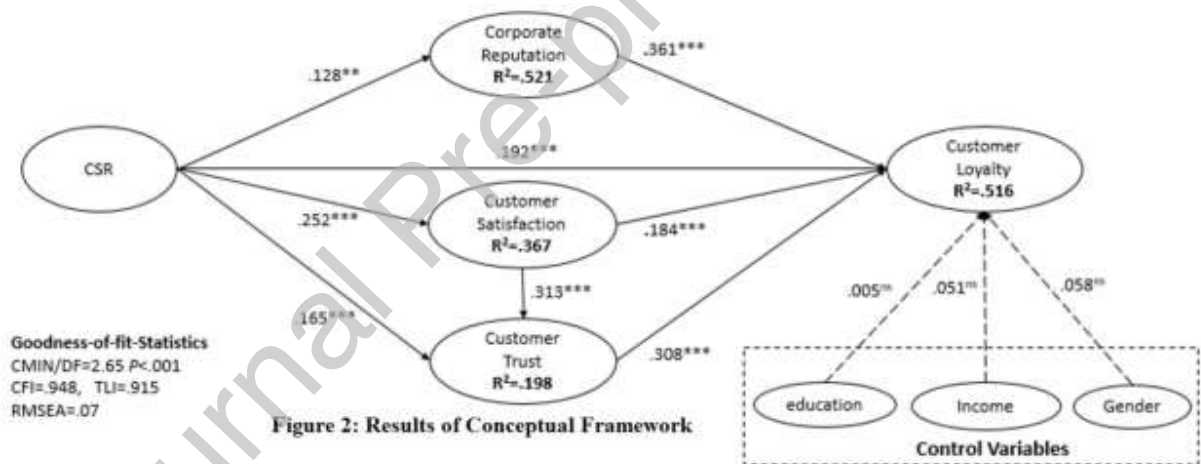 Corporate
Reputation
R²=.521
.128**
.361***
CSR
.192***
Customer
Loyalty
R²=.516
.252***
Customer
Satisfaction
R²=.367
.184***
.313***
.165***
Customer
Trust
R²=.198
.308***
.005ⁿˢ
.051ⁿˢ
.058ⁿˢ
education
Income
Gender
Control Variables
Goodness-of-fit-Statistics
CMIN/DF=2.65 P<.001
CFI=.948, TLI=.915
RMSEA=.07
Figure 2: Results of Conceptual Framework
urnal Pre-p